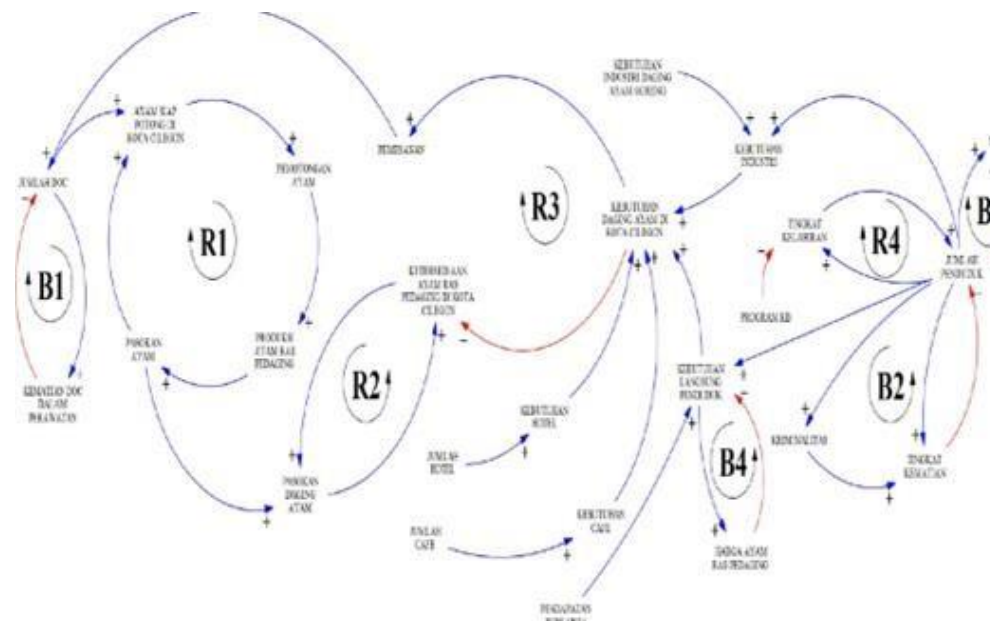 KEBUTUHAN
INDUSTRI DAGING
AYAM GORENG
AYAM SIAP
POTONG DI
KOTA CILEGON
PEMESANAN
KEBUTUHAN
INDUSTRI
JUMLAH DOC
PEMOTONGAN
AYAM
KEBUTUHAN
DAGING AYAM DI
KOTA CILEGON
TINGKAT
KELAHIRAN
JUMLAH
PENDUDUK
R1
R3
R4
B
B1
KETERSEDIAAN
AYAM RAS
PEDAGING DI KOTA
CILEGON
PROGRAM KB
PASOKAN
AYAM
PRODUKSI
AYAM RAS
PEDAGING
KEMATIAN DOC
DALAM
PERAWATAN
R2
KEBUTUHAN
LANGSUNG
PENDUDUK
B2
KEBUTUHAN
HOTEL
KRIMINALITAS
JUMLAH
HOTEL
B4
TINGKAT
KEMATIAN
PASOKAN
DAGING
AYAM
KEBUTUHAN
CAFE
JUMLAH
CAFE
HARGA AYAM
RAS PEDAGING
PENDAPATAN